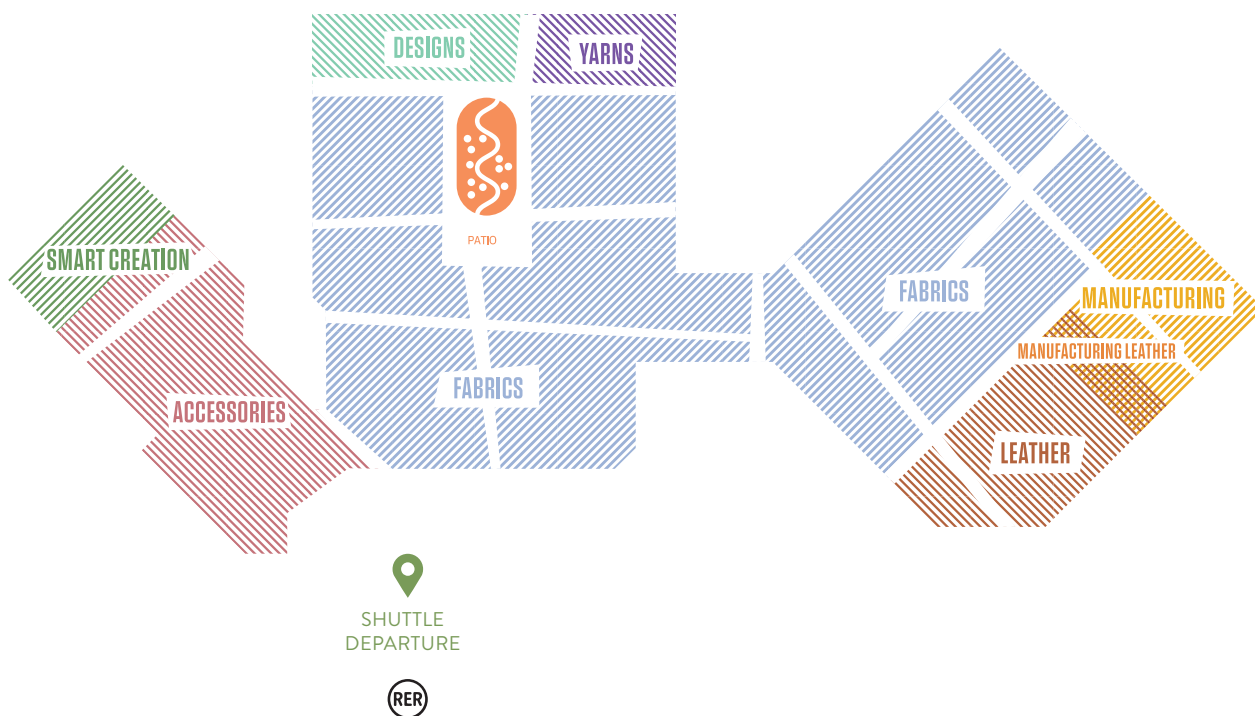 DESIGNS
YARNS
PATIO
SMART CREATION
FABRICS
MANUFACTURING
MANUFACTURING LEATHER
FABRICS
ACCESSORIES
LEATHER
SHUTTLE
DEPARTURE
RER